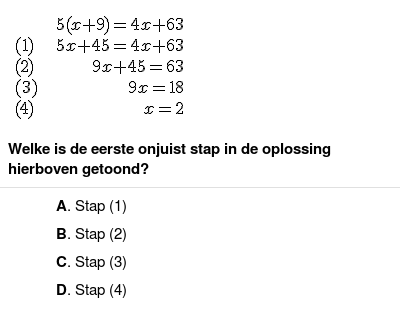 5(x+9)=4x+63
(1) 5x+45=4x+63
(2) 9x+45=63
(3) 9x=18
(4) x=2
Welke is de eerste onjuist stap in de oplossing
hierboven getoond?
A. Stap (1)
B. Stap (2)
C. Stap (3)
D. Stap (4)